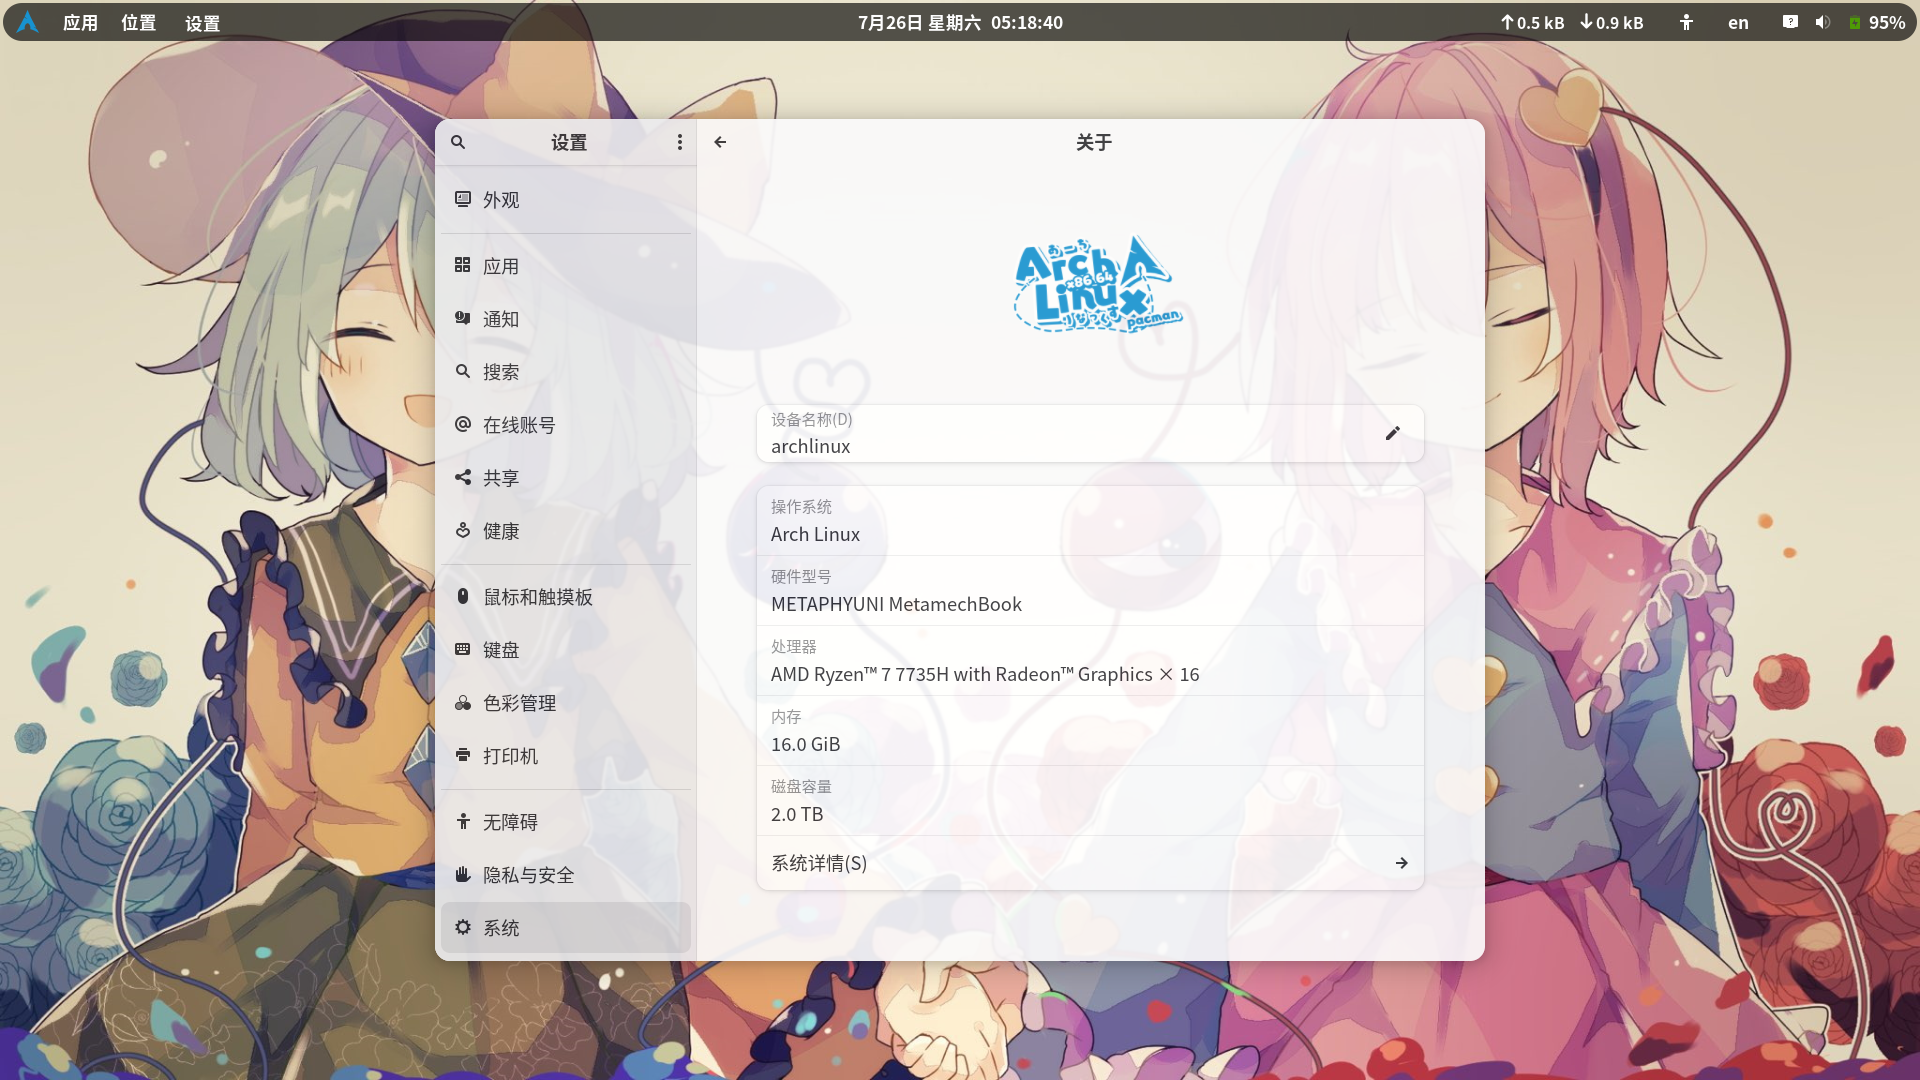 应用 位置 设置 7月26日 星期六 05:18:40 0.5 kB 0.9 kB en 95%
设置
关于
外观
应用
通知
搜索
在线账号
共享
健康
鼠标和触摸板
键盘
色彩管理
打印机
无障碍
隐私与安全
系统
Arch
x86_64
Linux
pacman
设备名称(D)
archlinux
操作系统
Arch Linux
硬件型号
METAPHYUNI MetamechBook
处理器
AMD Ryzen™ 7 7735H with Radeon™ Graphics × 16
内存
16.0 GiB
磁盘容量
2.0 TB
系统详情(S)